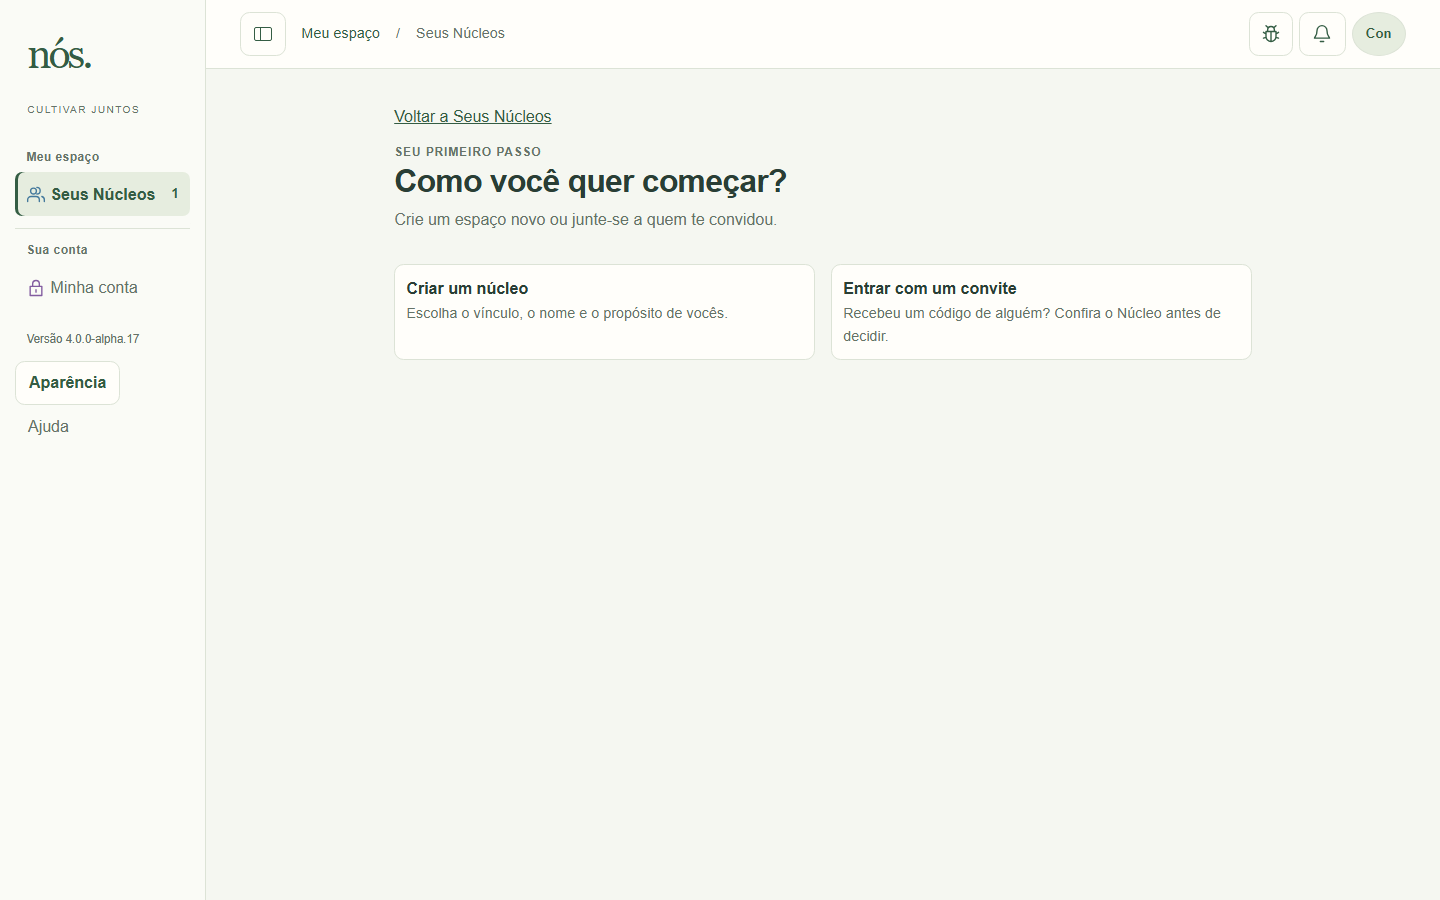 nós.
CULTIVAR JUNTOS
Meu espaço
Seus Núcleos 1
Sua conta
Minha conta
Versão 4.0.0-alpha.17
Aparência
Ajuda
Meu espaço / Seus Núcleos
Con
Voltar a Seus Núcleos
SEU PRIMEIRO PASSO
Como você quer começar?
Crie um espaço novo ou junte-se a quem te convidou.
Criar um núcleo
Escolha o vínculo, o nome e o propósito de vocês.
Entrar com um convite
Recebeu um código de alguém? Confira o Núcleo antes de
decidir.